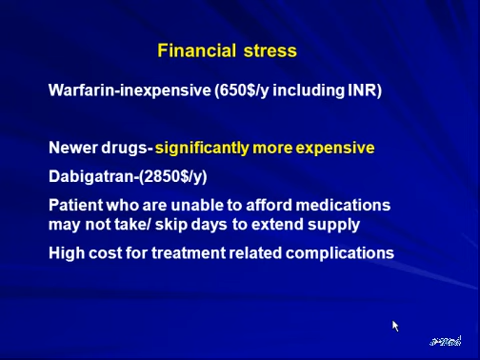 Financial stress
Warfarin-inexpensive (650$/y including INR)
Newer drugs- significantly more expensive
Dabigatran-(2850$/y)
Patient who are unable to afford medications
may not take/ skip days to extend supply
High cost for treatment related complications